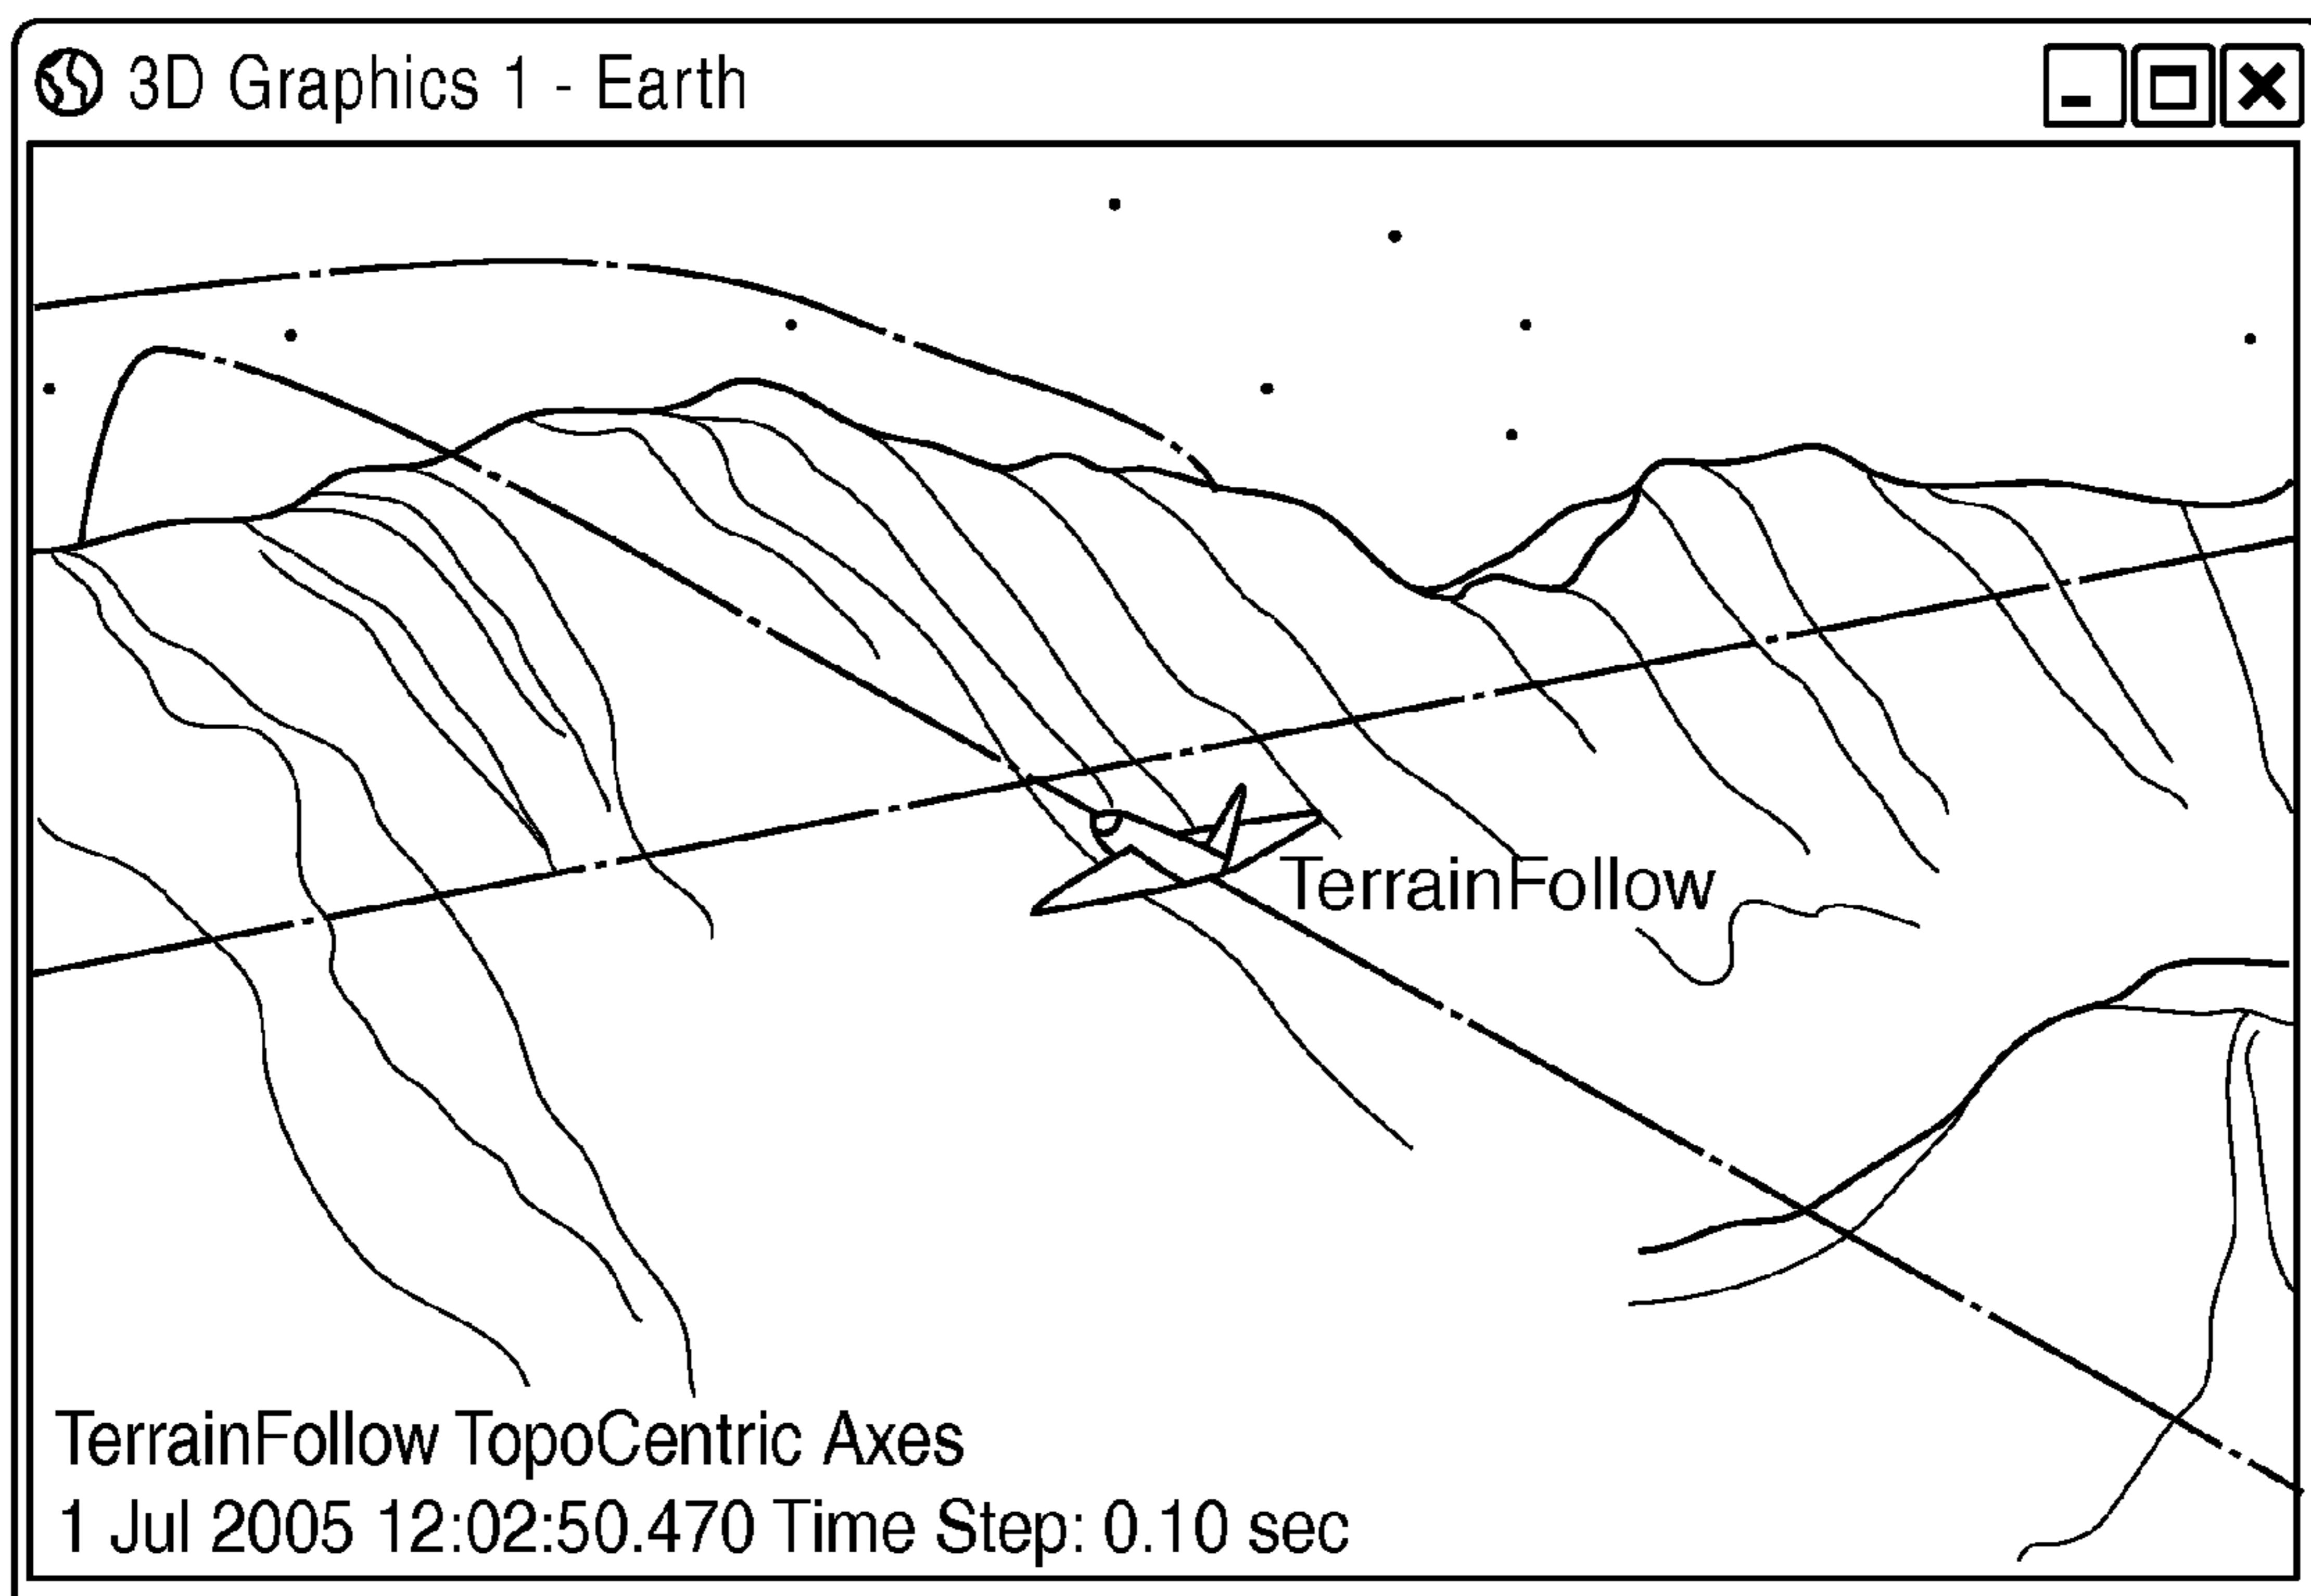 3D Graphics 1 - Earth
TerrainFollow
TerrainFollow TopoCentric Axes
1 Jul 2005 12:02:50.470 Time Step: 0.10 sec